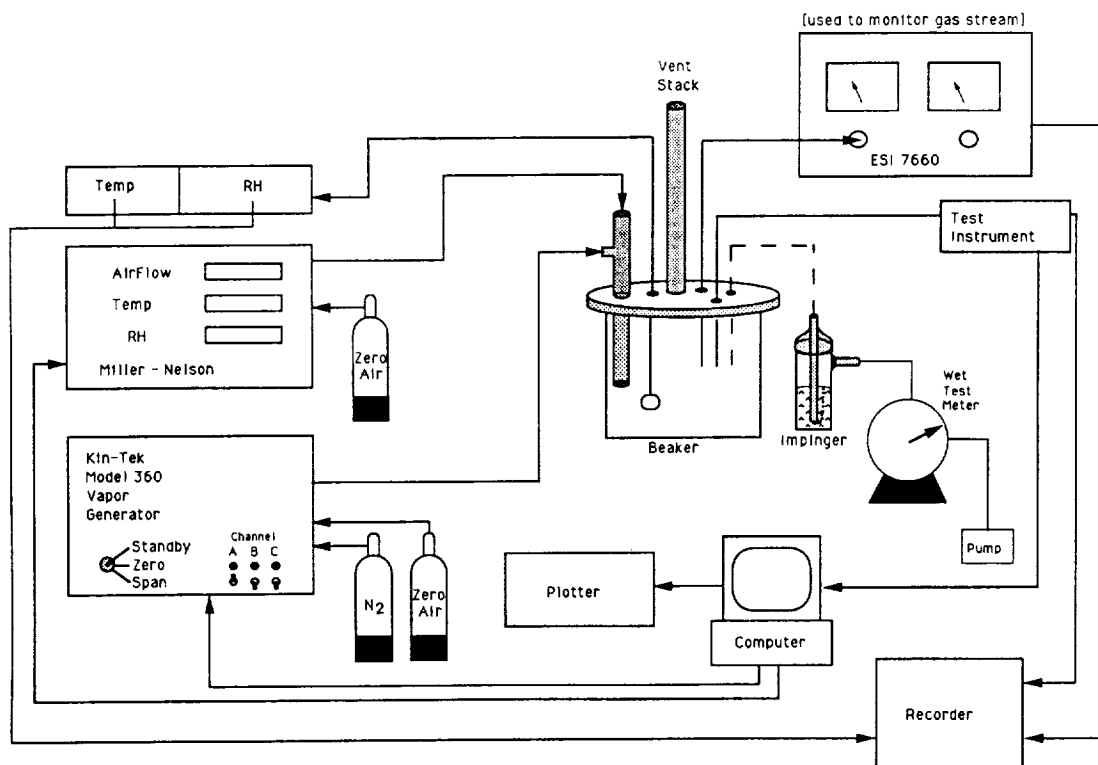 [used to monitor gas stream]
Vent
Stack
ESI 7660
Temp
RH
Test
Instrument
AirFlow
Temp
RH
Miller - Nelson
Zero
Air
Wet
Test
Meter
Impinger
Beaker
Kin-Tek
Model 360
Vapor
Generator
Channel
A B C
Standby
Zero
Span
N2
Zero
Air
Pump
Plotter
Computer
Recorder